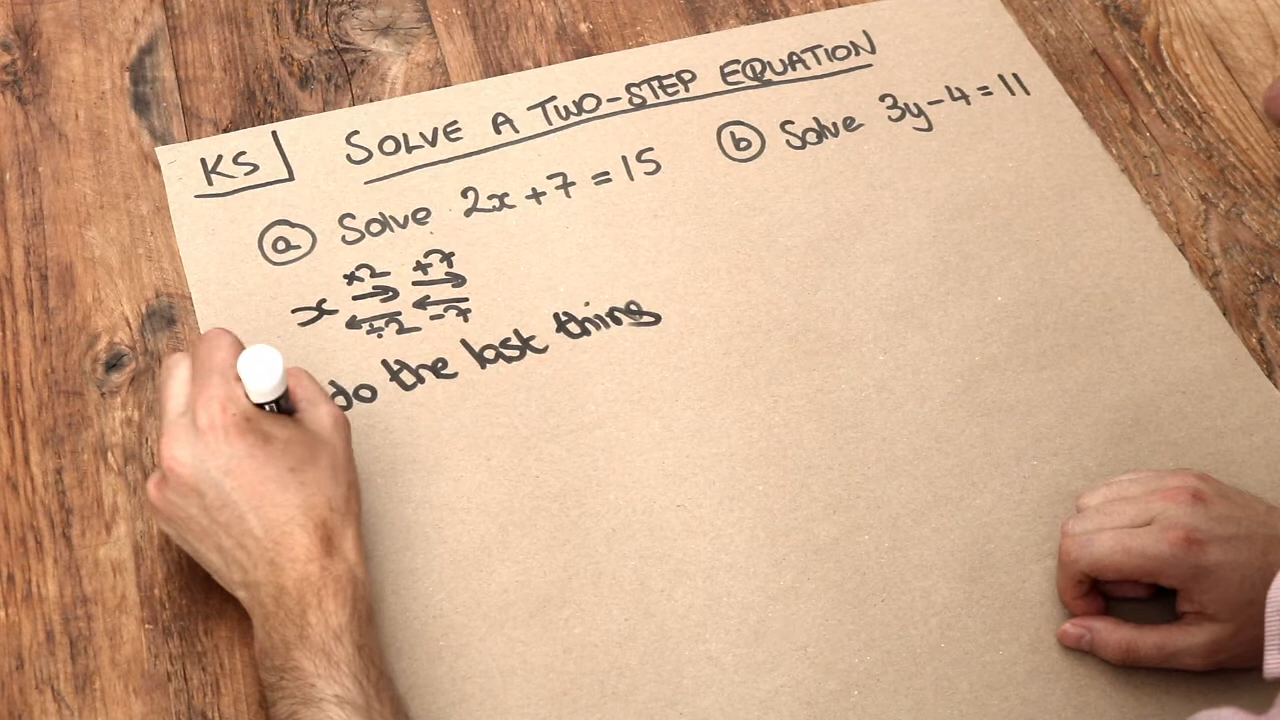 KS
SOLVE A TWO-STEP EQUATION
ⓐ Solve 2x+7=15
ⓑ Solve 3y-4=11
×2 +7
x → →
← ←
÷2 -7
do the last thing